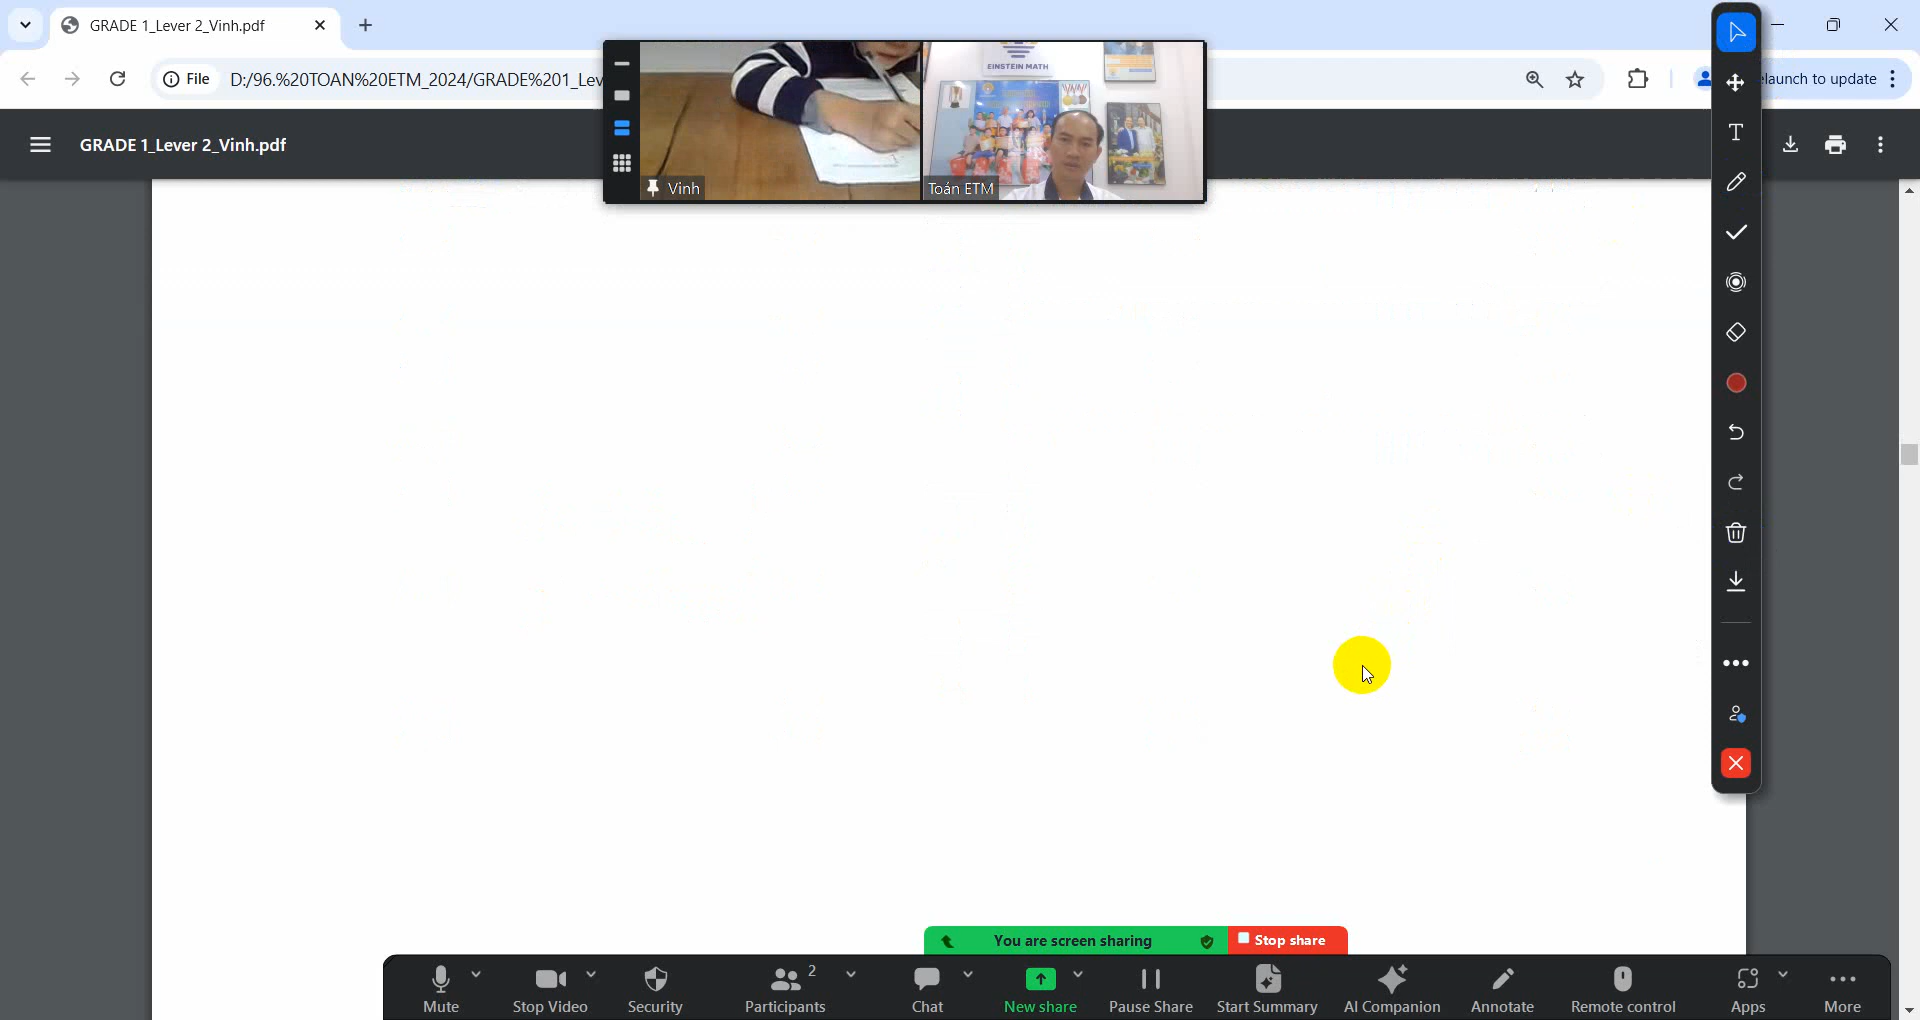 GRADE 1_Lever 2_Vinh.pdf
File
D:/96.%20TOAN%20ETM_2024/GRADE%201_Lev
elaunch to update
GRADE 1_Lever 2_Vinh.pdf
EINSTEIN MATH
Vinh
Toán ETM
You are screen sharing
Stop share
2
Mute
Stop Video
Security
Participants
Chat
New share
Pause Share
Start Summary
AI Companion
Annotate
Remote control
Apps
More